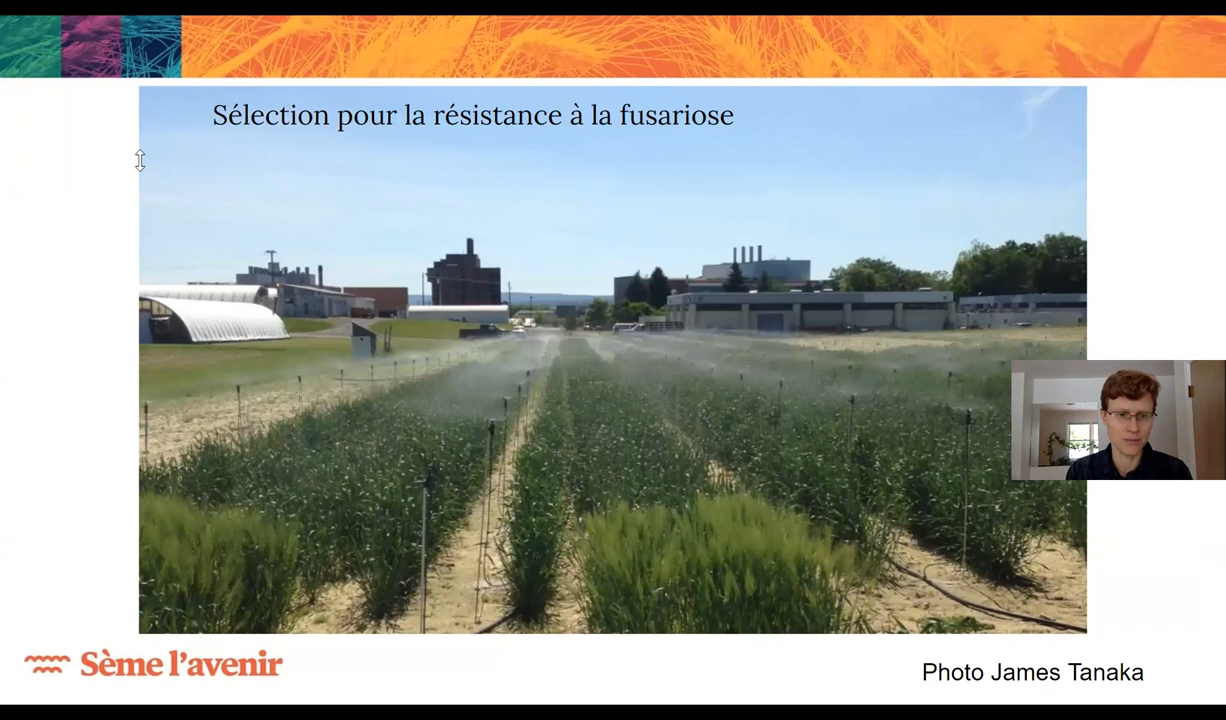 Sélection pour la résistance à la fusariose
Sème l'avenir
Photo James Tanaka